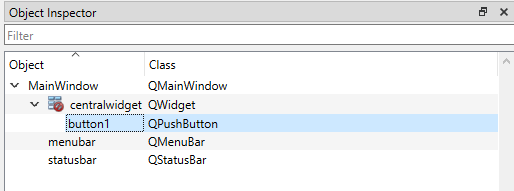 Object Inspector
Filter
Object Class
MainWindow QMainWindow
centralwidget QWidget
button1 QPushButton
menubar QMenuBar
statusbar QStatusBar